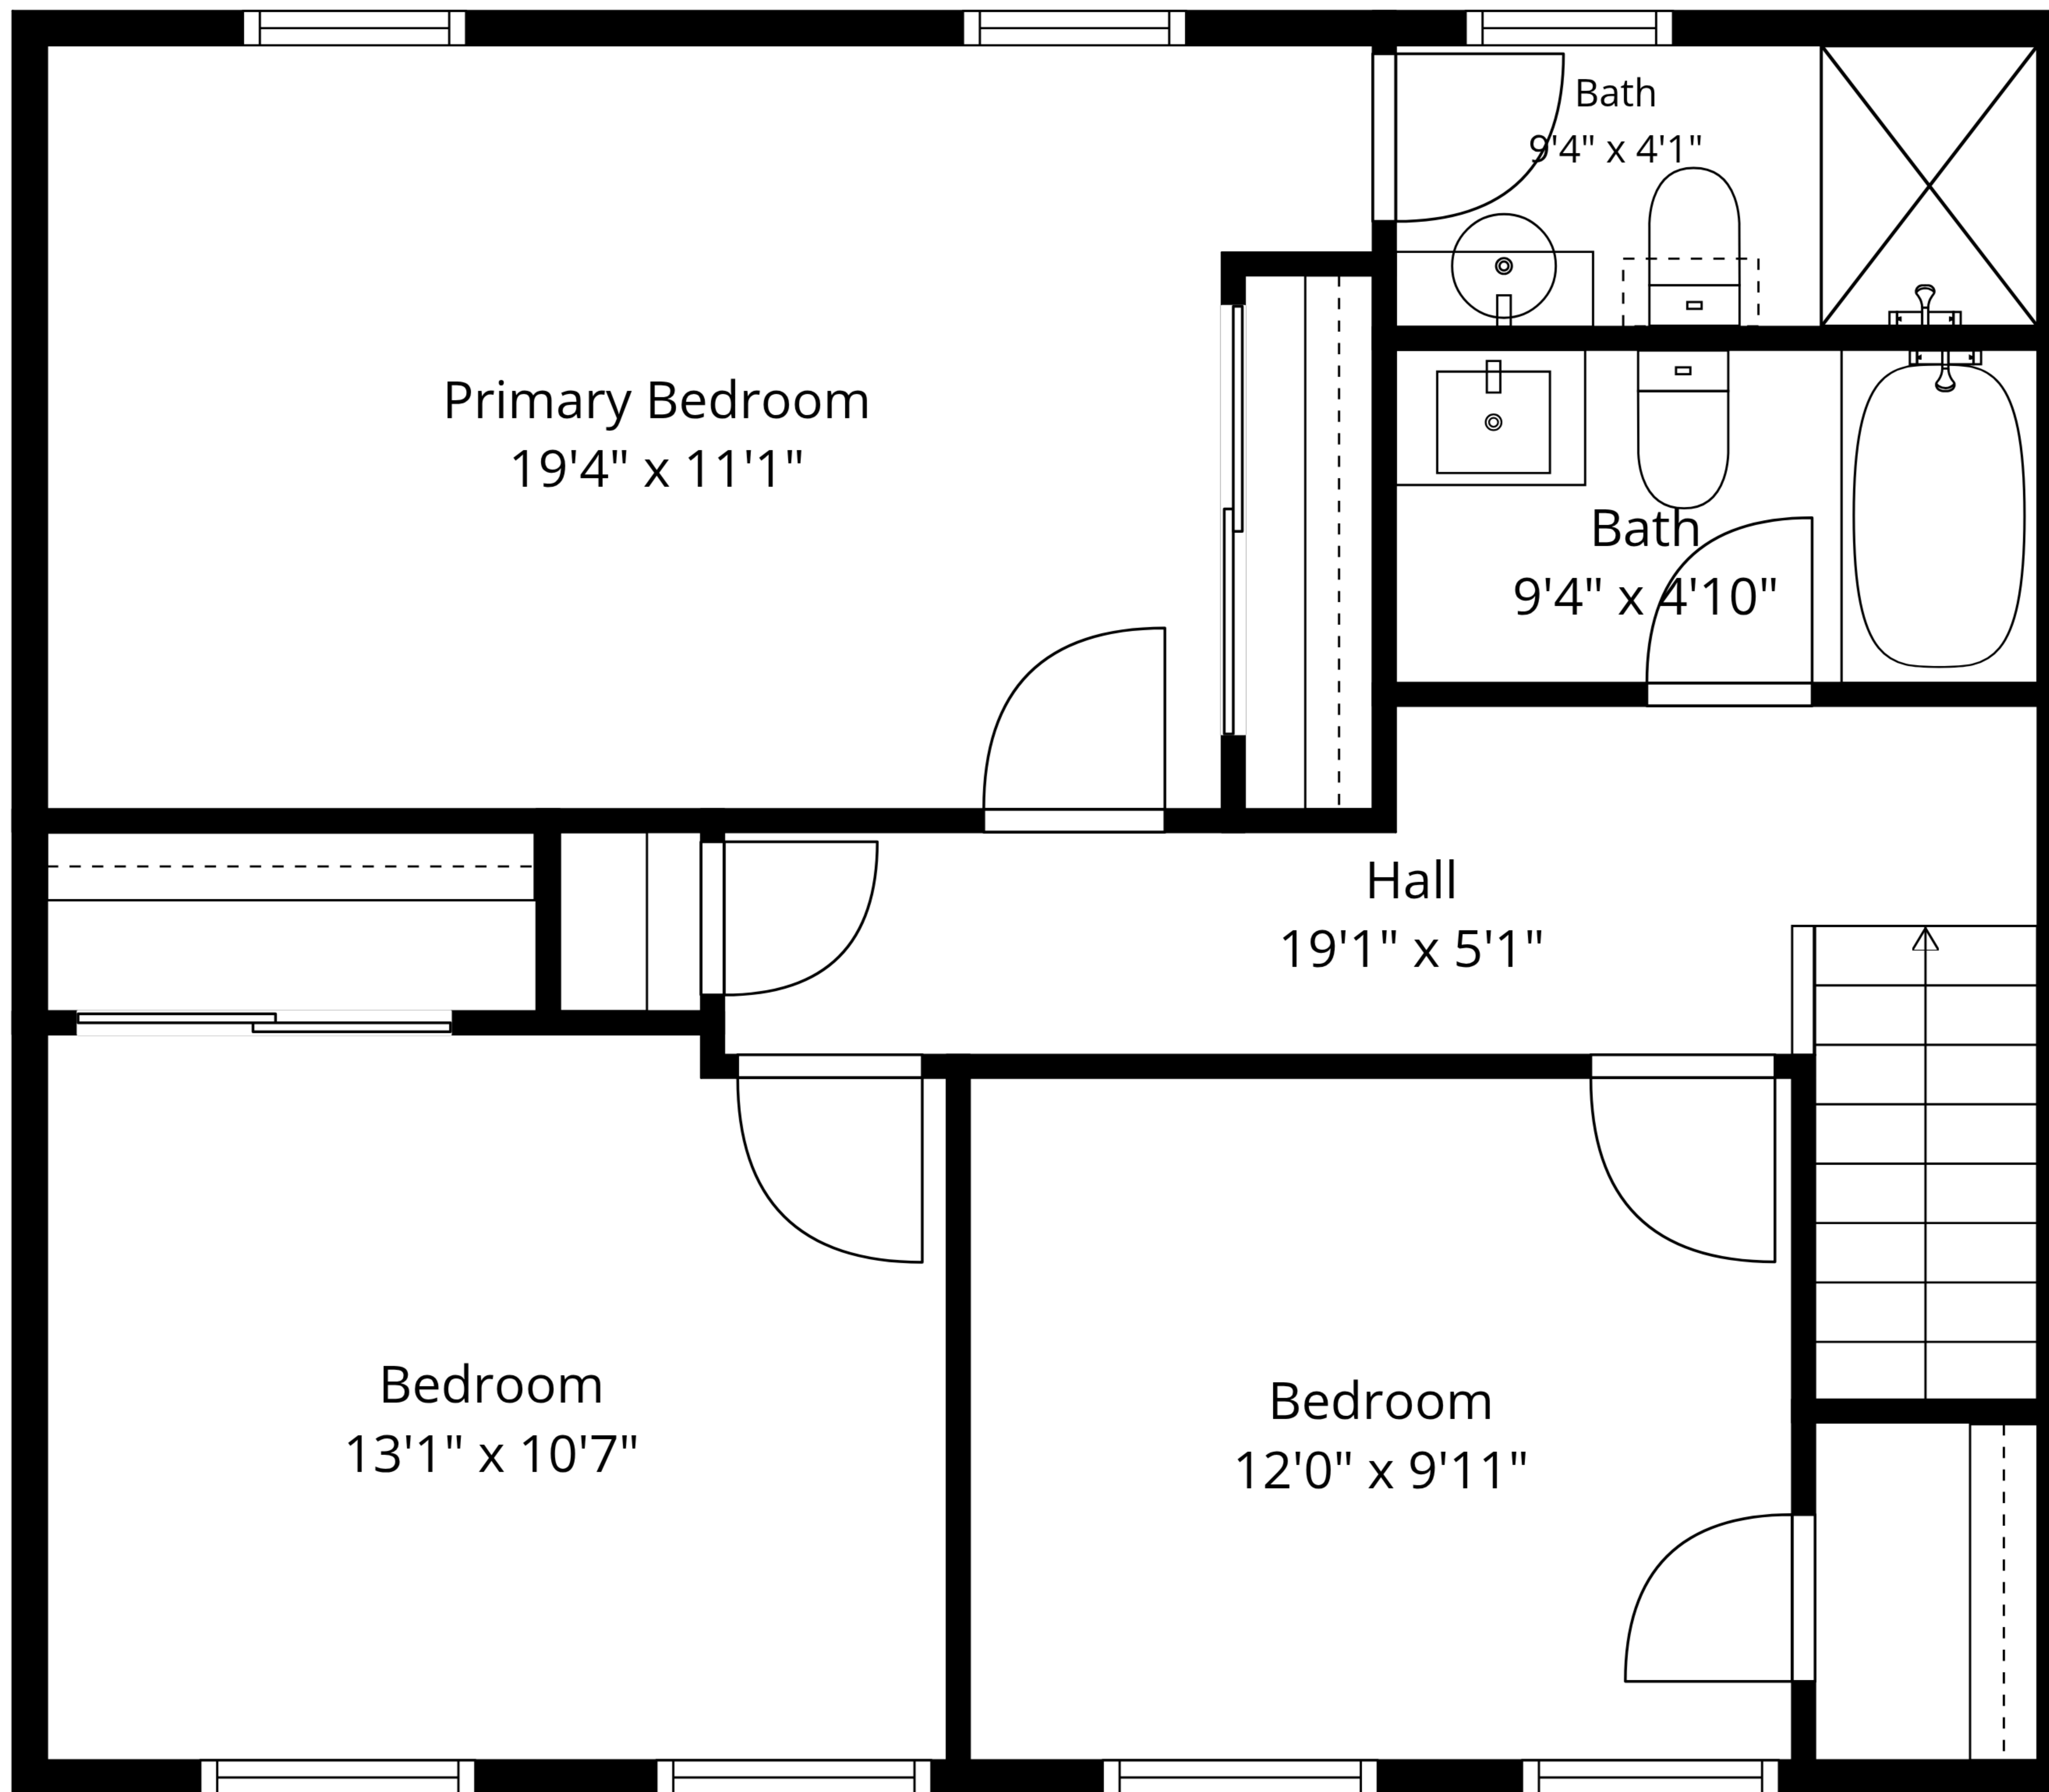 Bath
9'4" x 4'1"
Primary Bedroom
19'4" x 11'1"
Bath
9'4" x 4'10"
Hall
19'1" x 5'1"
Bedroom
13'1" x 10'7"
Bedroom
12'0" x 9'11"